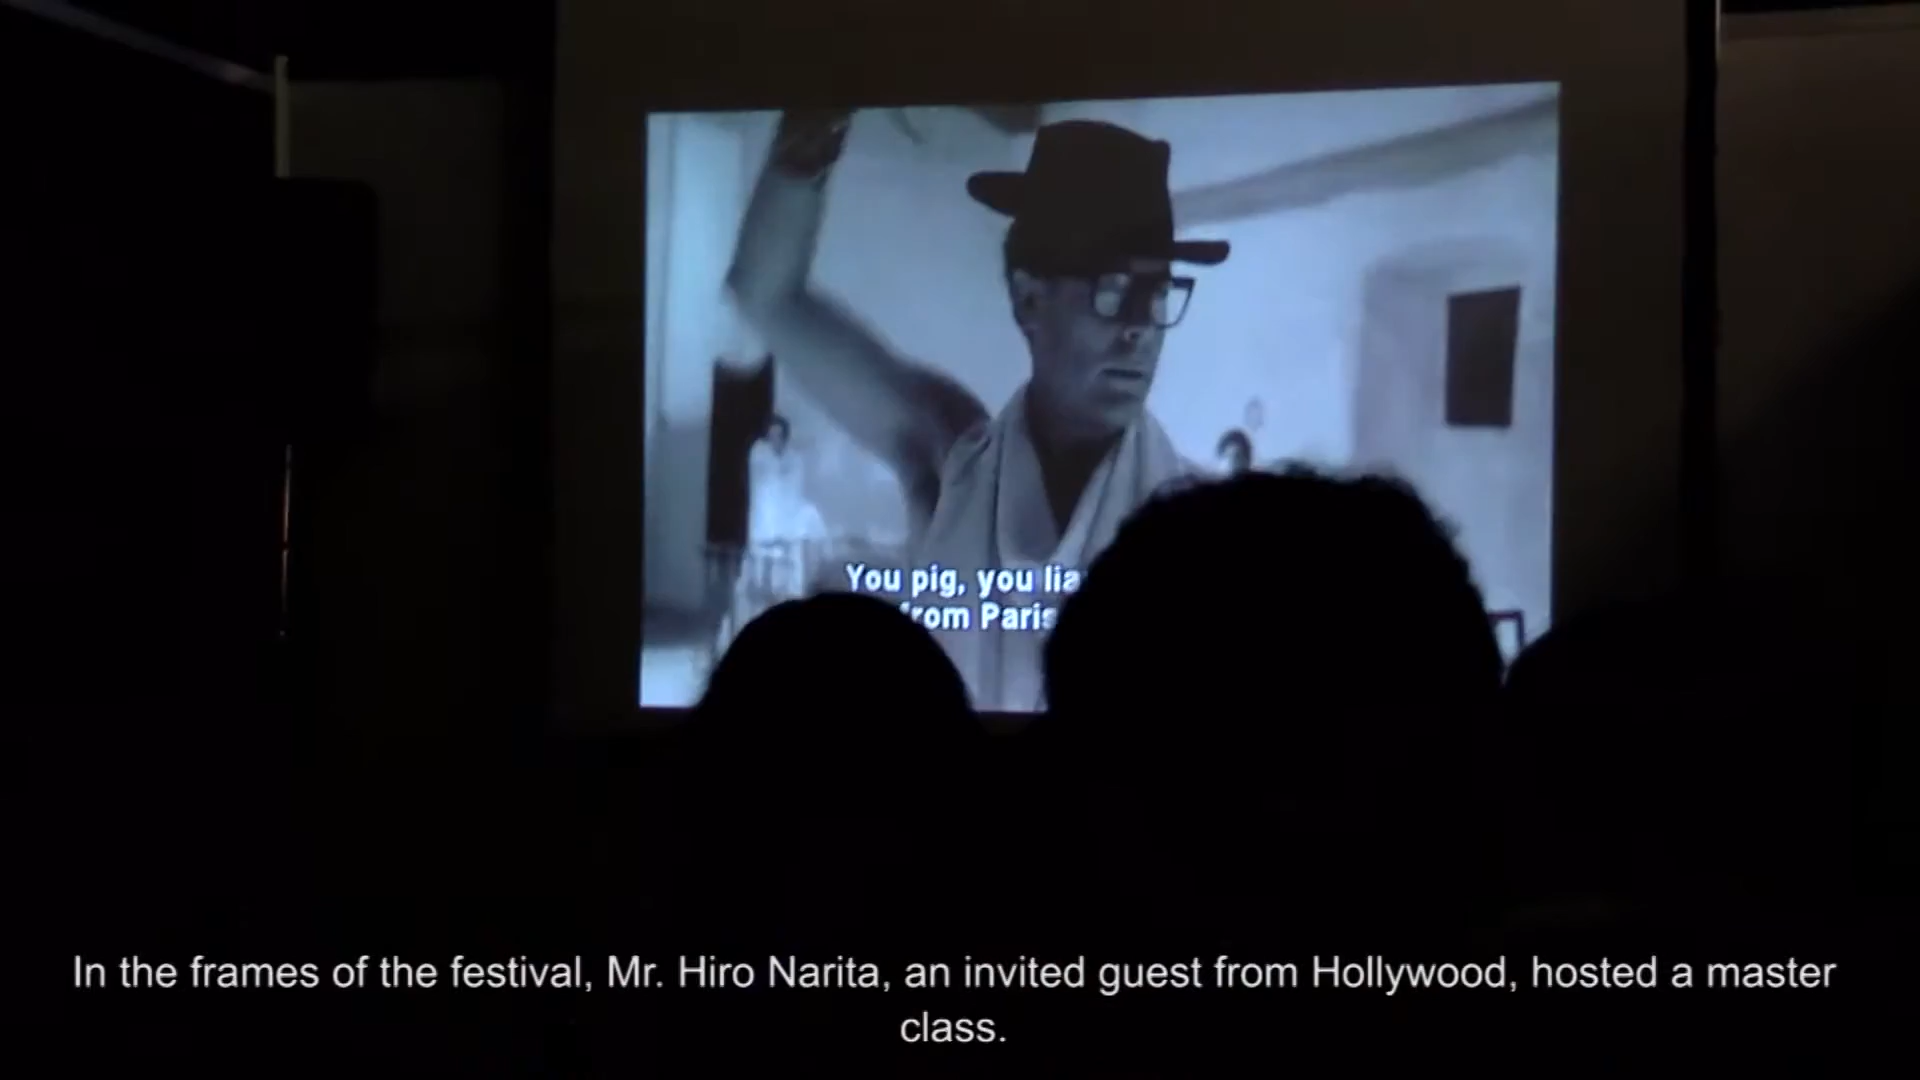 You pig, you
from Paris
In the frames of the festival, Mr. Hiro Narita, an invited guest from Hollywood, hosted a master
class.